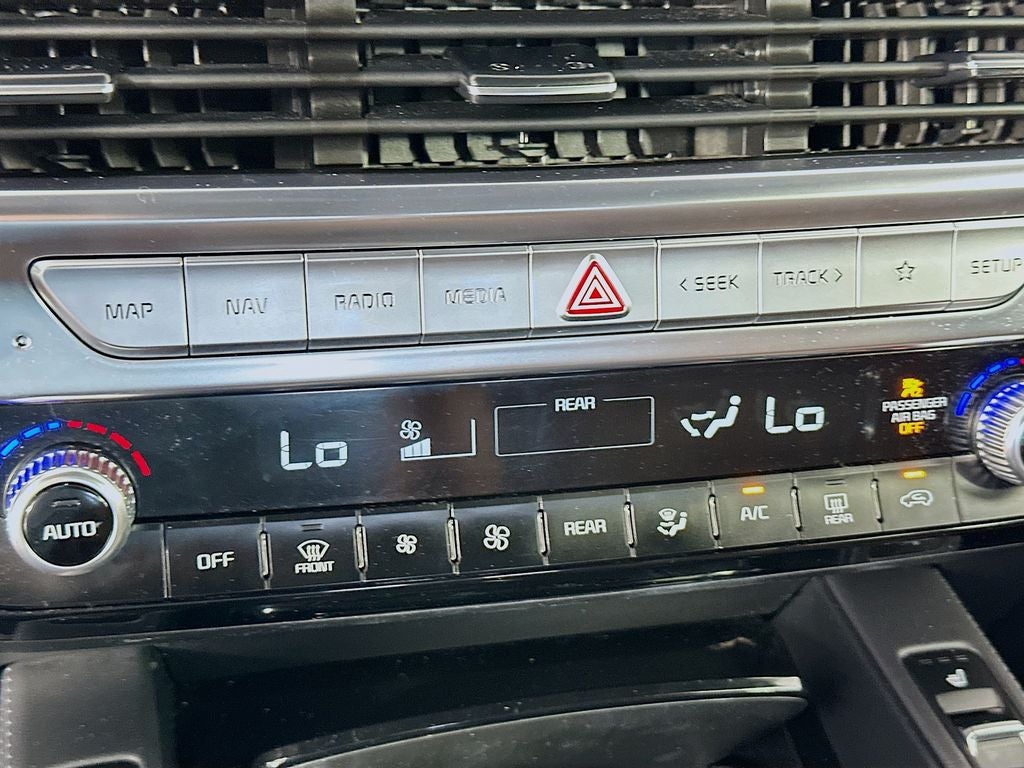 MAP NAV RADIO MEDIA < SEEK TRACK > SETUP
REAR
Lo Lo
PASSENGER
AIR BAG
OFF
AUTO OFF FRONT REAR A/C REAR